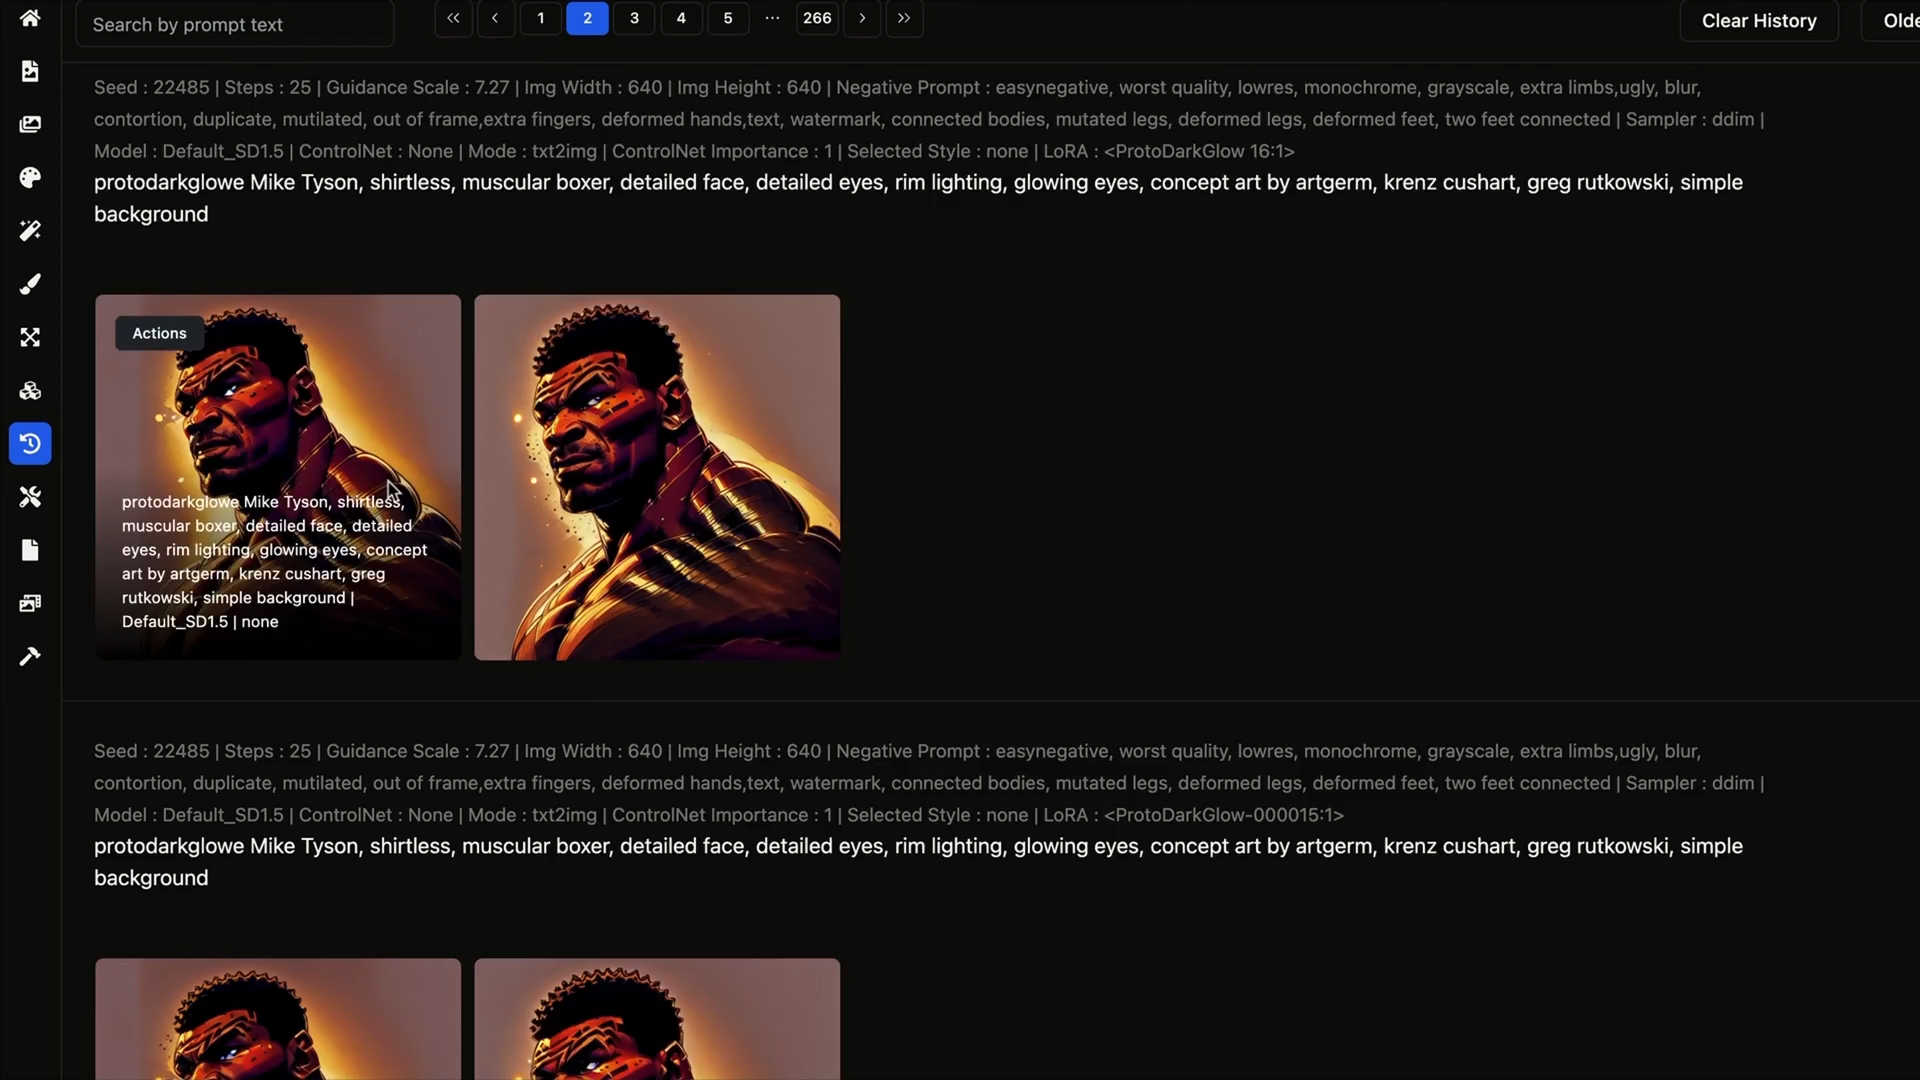 Search by prompt text
1 2 3 4 5 ... 266
Clear History
Seed : 22485 | Steps : 25 | Guidance Scale : 7.27 | Img Width : 640 | Img Height : 640 | Negative Prompt : easynegative, worst quality, lowres, monochrome, grayscale, extra limbs,ugly, blur,
contortion, duplicate, mutilated, out of frame,extra fingers, deformed hands,text, watermark, connected bodies, mutated legs, deformed legs, deformed feet, two feet connected | Sampler : ddim |
Model : Default_SD1.5 | ControlNet : None | Mode : txt2img | ControlNet Importance : 1 | Selected Style : none | LoRA : <ProtoDarkGlow 16:1>
protodarkglowe Mike Tyson, shirtless, muscular boxer, detailed face, detailed eyes, rim lighting, glowing eyes, concept art by artgerm, krenz cushart, greg rutkowski, simple
background
Actions
protodarkglowe Mike Tyson, shirtless,
muscular boxer, detailed face, detailed
eyes, rim lighting, glowing eyes, concept
art by artgerm, krenz cushart, greg
rutkowski, simple background |
Default_SD1.5 | none
Seed : 22485 | Steps : 25 | Guidance Scale : 7.27 | Img Width : 640 | Img Height : 640 | Negative Prompt : easynegative, worst quality, lowres, monochrome, grayscale, extra limbs,ugly, blur,
contortion, duplicate, mutilated, out of frame,extra fingers, deformed hands,text, watermark, connected bodies, mutated legs, deformed legs, deformed feet, two feet connected | Sampler : ddim |
Model : Default_SD1.5 | ControlNet : None | Mode : txt2img | ControlNet Importance : 1 | Selected Style : none | LoRA : <ProtoDarkGlow-000015:1>
protodarkglowe Mike Tyson, shirtless, muscular boxer, detailed face, detailed eyes, rim lighting, glowing eyes, concept art by artgerm, krenz cushart, greg rutkowski, simple
background